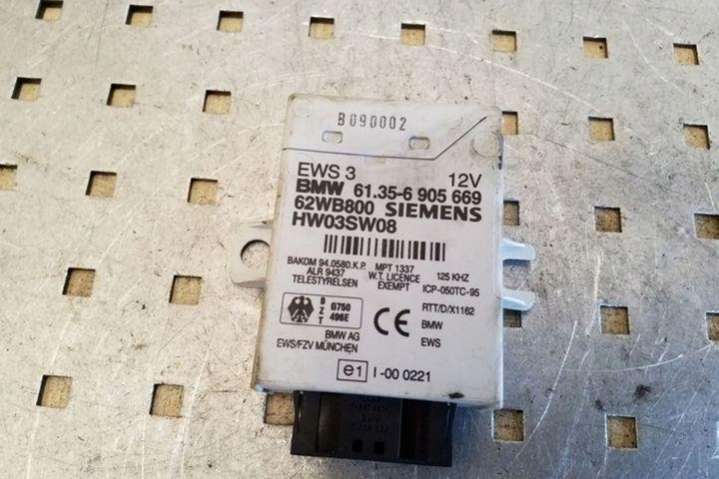 B090002
EWS 3 12V
BMW 61.35-6 905 669
62WB800 SIEMENS
HW03SW08
BAKOM 94.0580.K.P. MPT 1337 125 KHZ
ALR 9437 W.T. LICENCE
TELESTYRELSEN EXEMPT ICP-050TC-95
RTT/D/X1162
B
Z G750
T 496E
CE BMW
BMW AG
EWS/FZV MÜNCHEN EWS
e1 I-00 0221